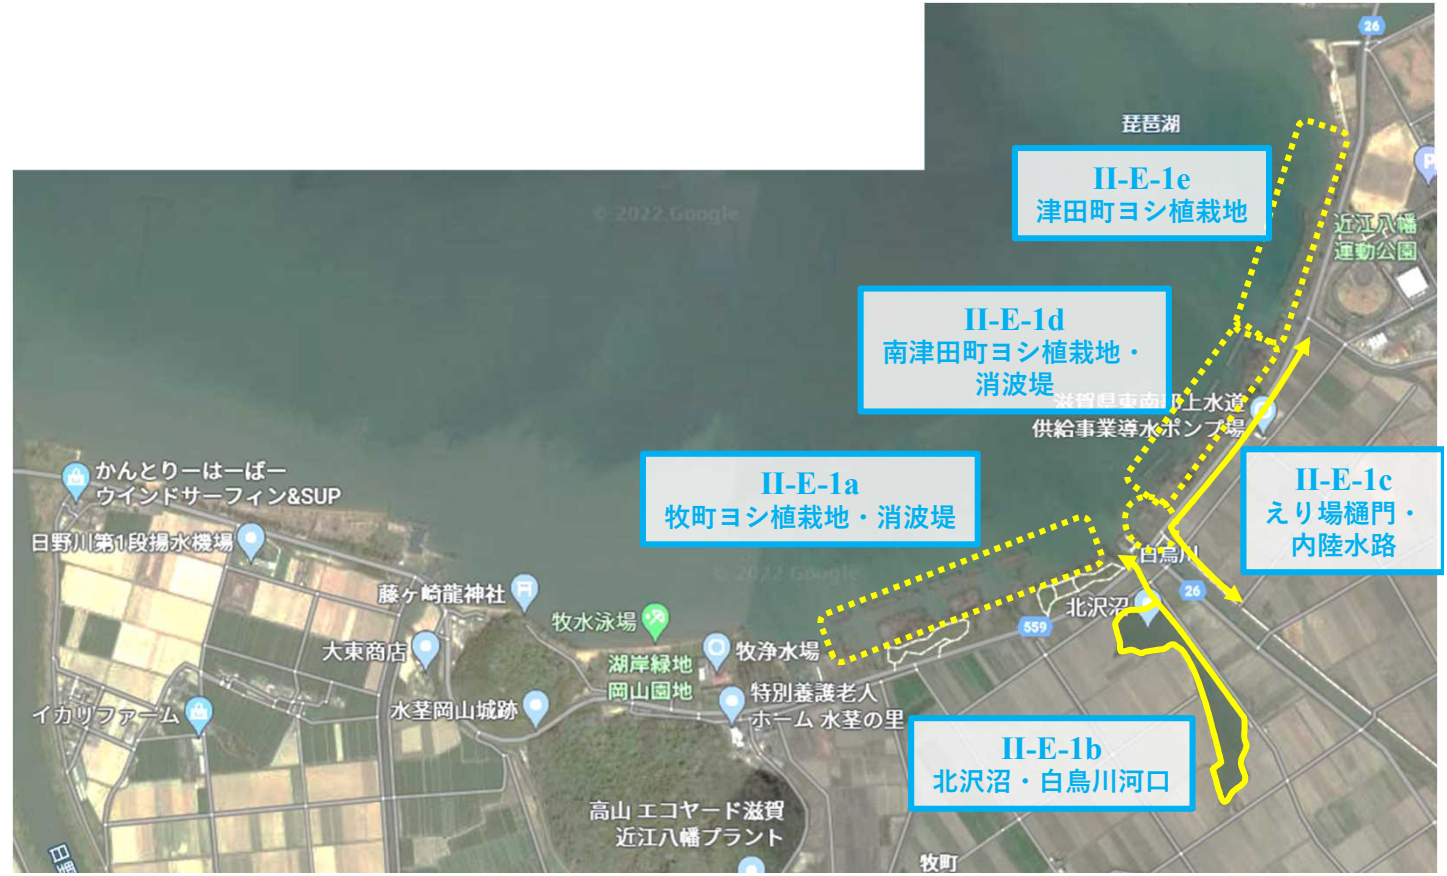 26
琵琶湖
II-E-1e
津田町ヨシ植栽地
© 2022 Google
P
近江八幡
運動公園
II-E-1d
南津田町ヨシ植栽地・
消波堤
滋賀県東南部上水道
供給事業導水ポンプ場
II-E-1a
牧町ヨシ植栽地・消波堤
II-E-1c
えり場樋門・
内陸水路
かんとりーはーばー
ウインドサーフィン&SUP
日野川第1段揚水機場
白鳥川
© 2022 Google
藤ヶ崎龍神社
26
北沢沼
559
牧水泳場
大東商店
牧浄水場
湖岸緑地
岡山園地
特別養護老人
ホーム 水茎の里
水茎岡山城跡
イカリファーム
II-E-1b
北沢沼・白鳥川河口
高山 エコヤード滋賀
近江八幡プラント
牧町
日野